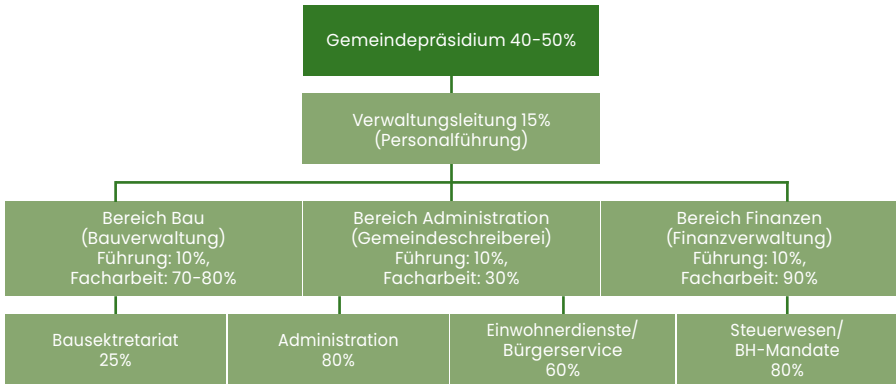 Gemeindepräsidium 40-50%
Verwaltungsleitung 15%
(Personalführung)
Bereich Bau
(Bauverwaltung)
Führung: 10%,
Facharbeit: 70-80%
Bereich Administration
(Gemeindeschreiberei)
Führung: 10%,
Facharbeit: 30%
Bereich Finanzen
(Finanzverwaltung)
Führung: 10%,
Facharbeit: 90%
Bausektretariat
25%
Administration
80%
Einwohnerdienste/
Bürgerservice
60%
Steuerwesen/
BH-Mandate
80%